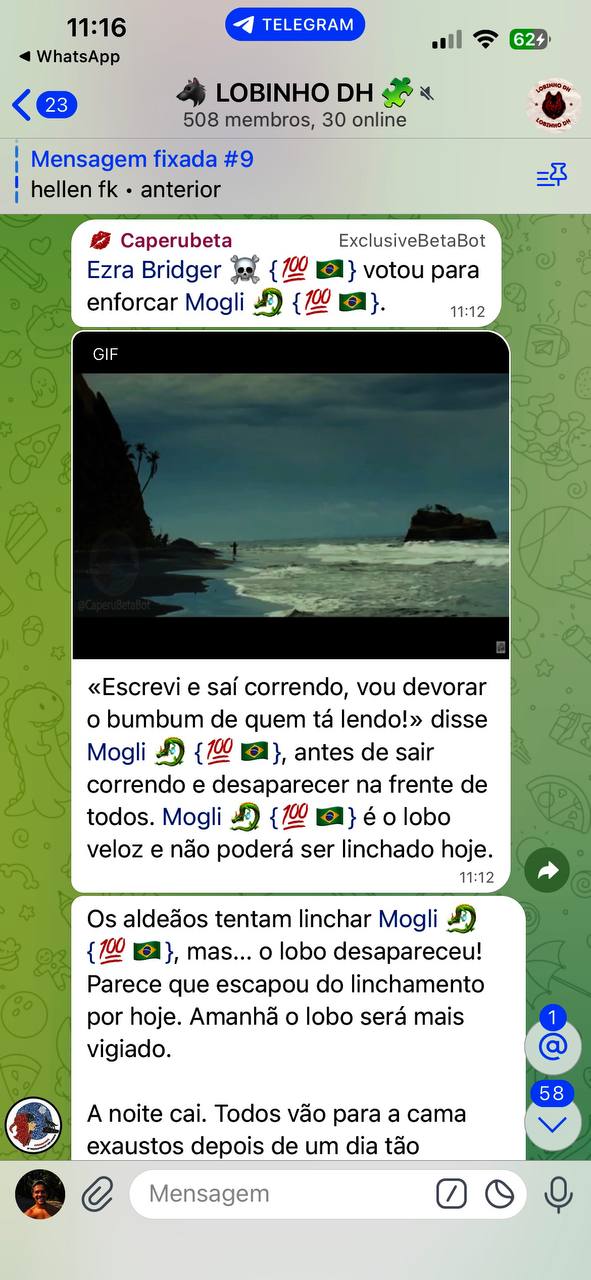 11:16
TELEGRAM
62
◀ WhatsApp
23
🐺 LOBINHO DH 🧩
508 membros, 30 online
LOBINHO DH
LOBINHO DH
Mensagem fixada #9
hellen fk • anterior
💋 Caperubeta ExclusiveBetaBot
Ezra Bridger ☠️ {💯 🇧🇷} votou para
enforcar Mogli 🐉 {💯 🇧🇷}.
11:12
GIF
@CaperuBetaBot
«Escrevi e saí correndo, vou devorar
o bumbum de quem tá lendo!» disse
Mogli 🐉 {💯 🇧🇷}, antes de sair
correndo e desaparecer na frente de
todos. Mogli 🐉 {💯 🇧🇷} é o lobo
veloz e não poderá ser linchado hoje.
11:12
Os aldeãos tentam linchar Mogli 🐉
{💯 🇧🇷}, mas... o lobo desapareceu!
Parece que escapou do linchamento
por hoje. Amanhã o lobo será mais
vigiado.
1
@
58
A noite cai. Todos vão para a cama
exaustos depois de um dia tão
Mensagem